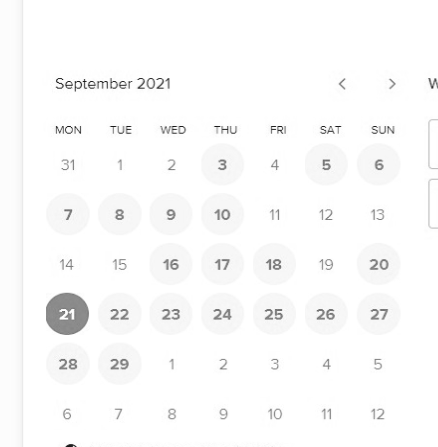 September 2021 < > W
MON TUE WED THU FRI SAT SUN
31 1 2 3 4 5 6
7 8 9 10 11 12 13
14 15 16 17 18 19 20
21 22 23 24 25 26 27
28 29 1 2 3 4 5
6 7 8 9 10 11 12